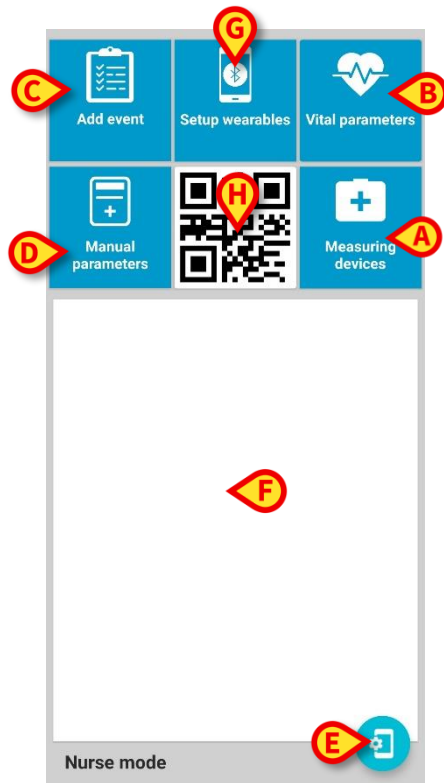 G
C
B
Add event
Setup wearables
Vital parameters
H
D
A
Manual
parameters
Measuring
devices
F
E
Nurse mode